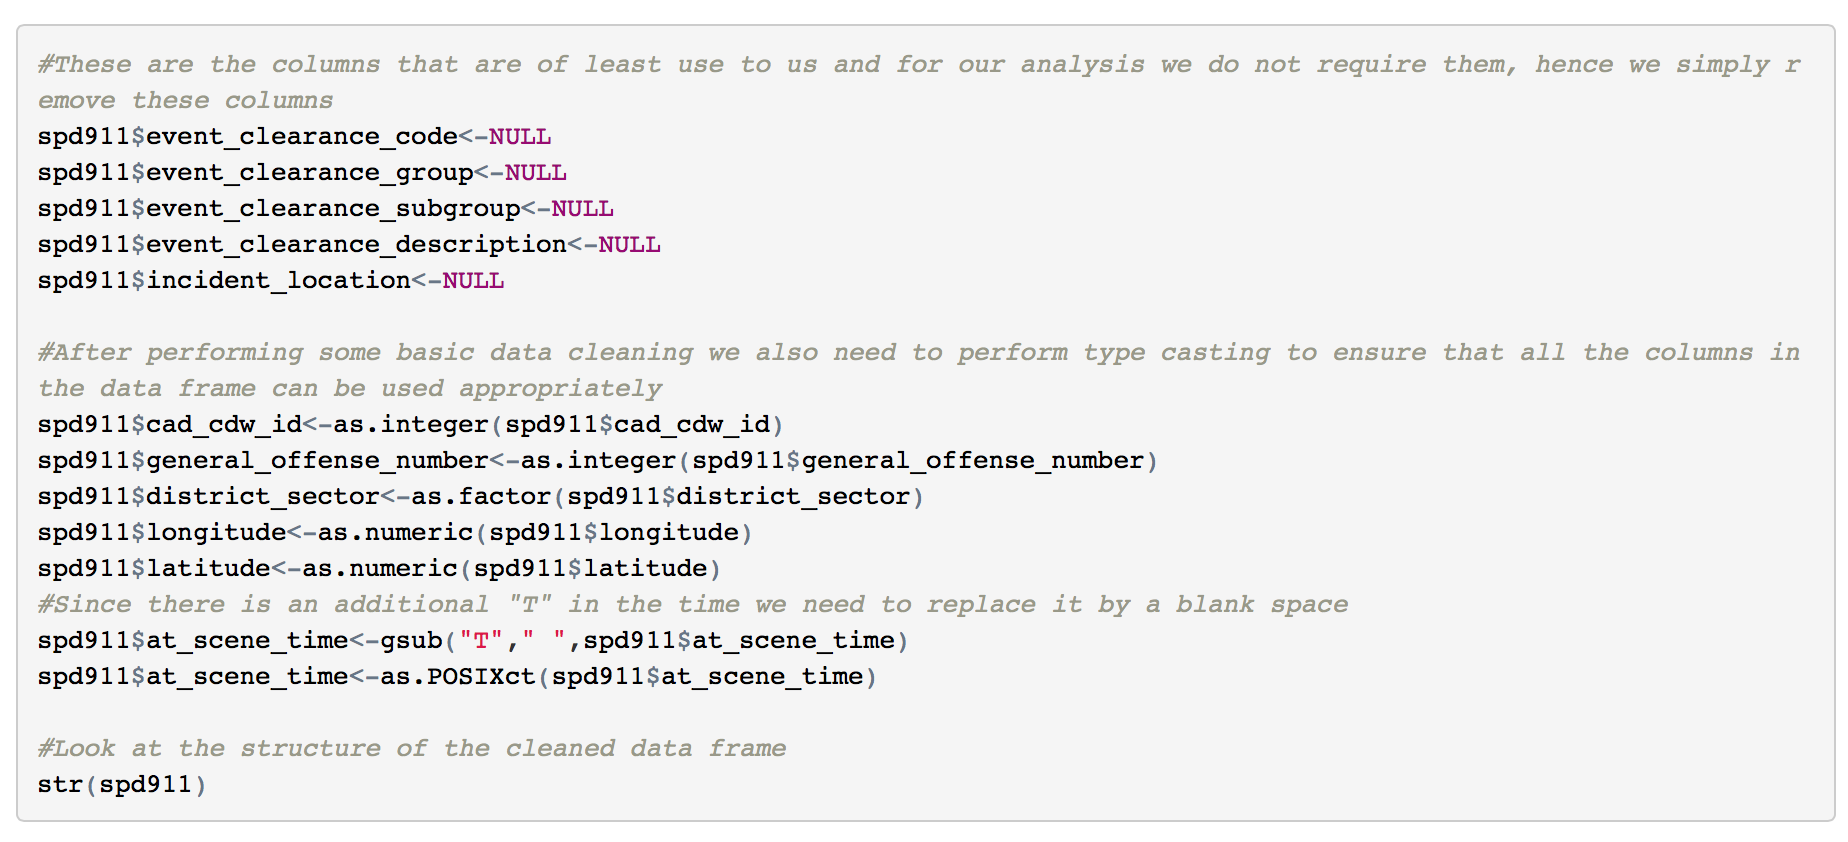 #These are the columns that are of least use to us and for our analysis we do not require them, hence we simply r
emove these columns
spd911$event_clearance_code<-NULL
spd911$event_clearance_group<-NULL
spd911$event_clearance_subgroup<-NULL
spd911$event_clearance_description<-NULL
spd911$incident_location<-NULL
#After performing some basic data cleaning we also need to perform type casting to ensure that all the columns in
the data frame can be used appropriately
spd911$cad_cdw_id<-as.integer(spd911$cad_cdw_id)
spd911$general_offense_number<-as.integer(spd911$general_offense_number)
spd911$district_sector<-as.factor(spd911$district_sector)
spd911$longitude<-as.numeric(spd911$longitude)
spd911$latitude<-as.numeric(spd911$latitude)
#Since there is an additional "T" in the time we need to replace it by a blank space
spd911$at_scene_time<-gsub("T"," ",spd911$at_scene_time)
spd911$at_scene_time<-as.POSIXct(spd911$at_scene_time)
#Look at the structure of the cleaned data frame
str(spd911)